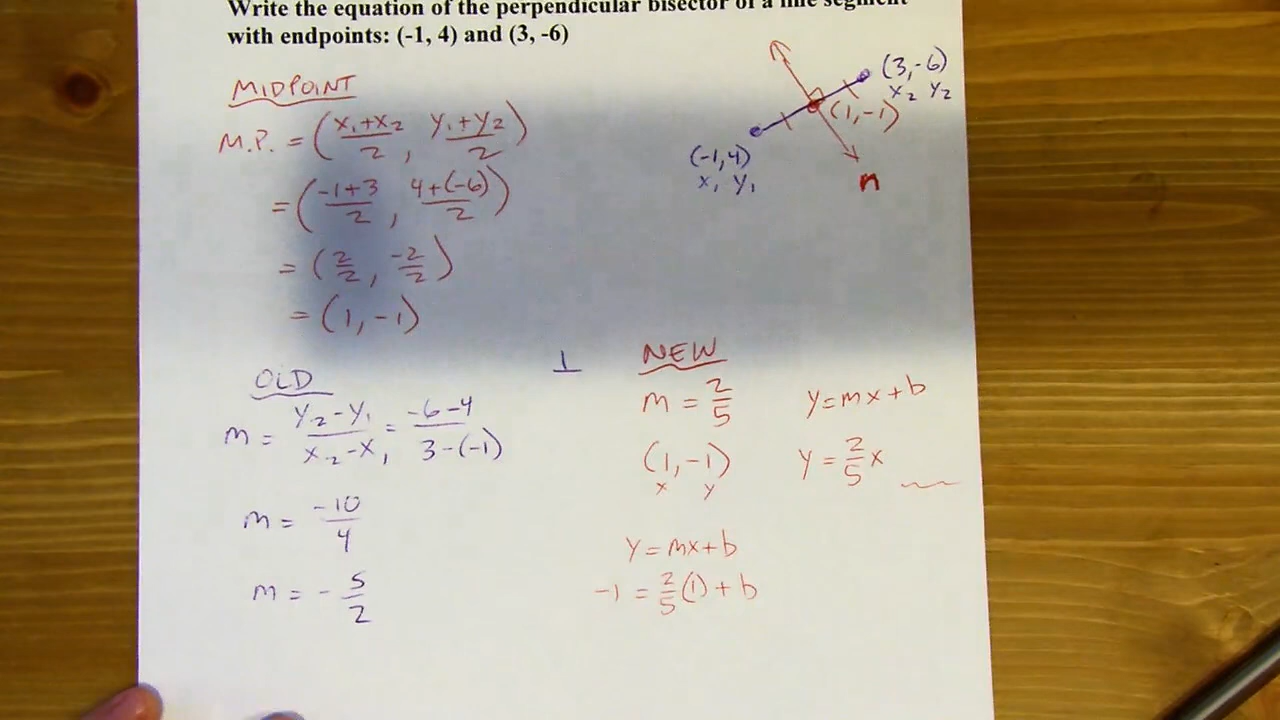 Write the equation of the perpendicular bisector of a line segment
with endpoints: (-1, 4) and (3, -6)
MIDPOINT
M.P. = (x₁+x₂/2, y₁+y₂/2)
= (-1+3/2, 4+(-6)/2)
= (2/2, -2/2)
= (1, -1)
(3,-6)
x₂ y₂
(1,-1)
(-1,4)
x₁ y₁
n
OLD
m = y₂-y₁/x₂-x₁ = -6-4/3-(-1)
m = -10/4
m = -5/2
⊥
NEW
m = 2/5
(1,-1)
x y
y=mx+b
-1 = 2/5(1)+b
y=mx+b
y=2/5x